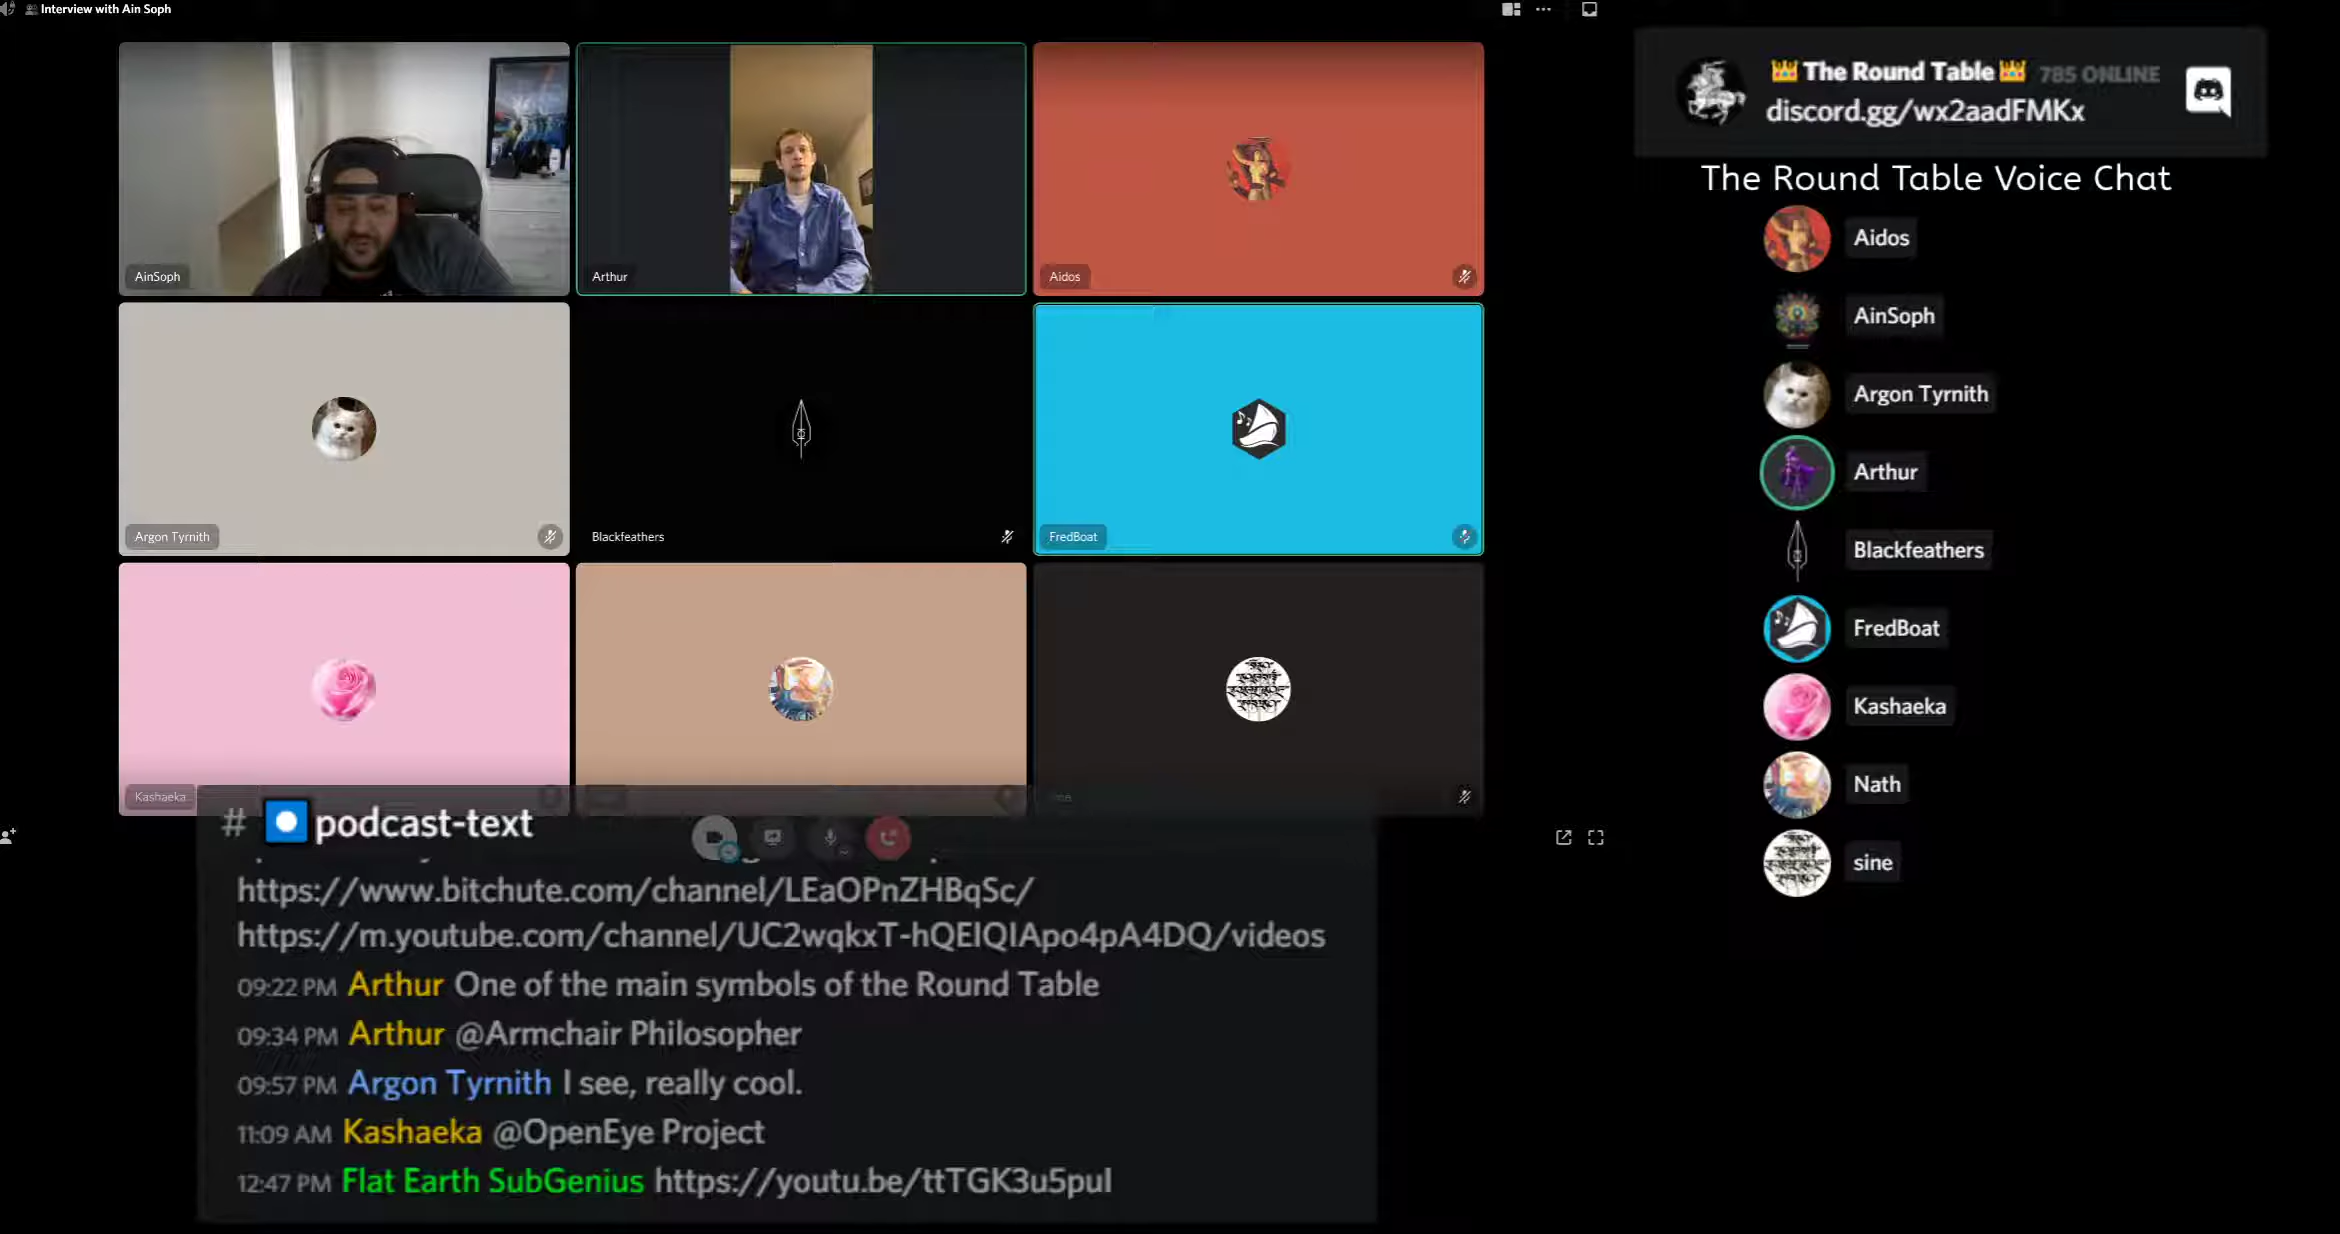 Interview with Ain Soph
AinSoph
Arthur
Aidos
Argon Tyrnith
Blackfeathers
FredBoat
Kashaeka
# podcast-text
https://www.bitchute.com/channel/LEaOPnZHBqSc/
https://m.youtube.com/channel/UC2wqkxT-hQEIQIApo4pA4DQ/videos
09:22 PM Arthur One of the main symbols of the Round Table
09:34 PM Arthur @Armchair Philosopher
09:57 PM Argon Tyrnith I see, really cool.
11:09 AM Kashaeka @OpenEye Project
12:47 PM Flat Earth SubGenius https://youtu.be/ttTGK3u5puI
The Round Table 785 ONLINE
discord.gg/wx2aadFMKx
The Round Table Voice Chat
Aidos
AinSoph
Argon Tyrnith
Arthur
Blackfeathers
FredBoat
Kashaeka
Nath
sine